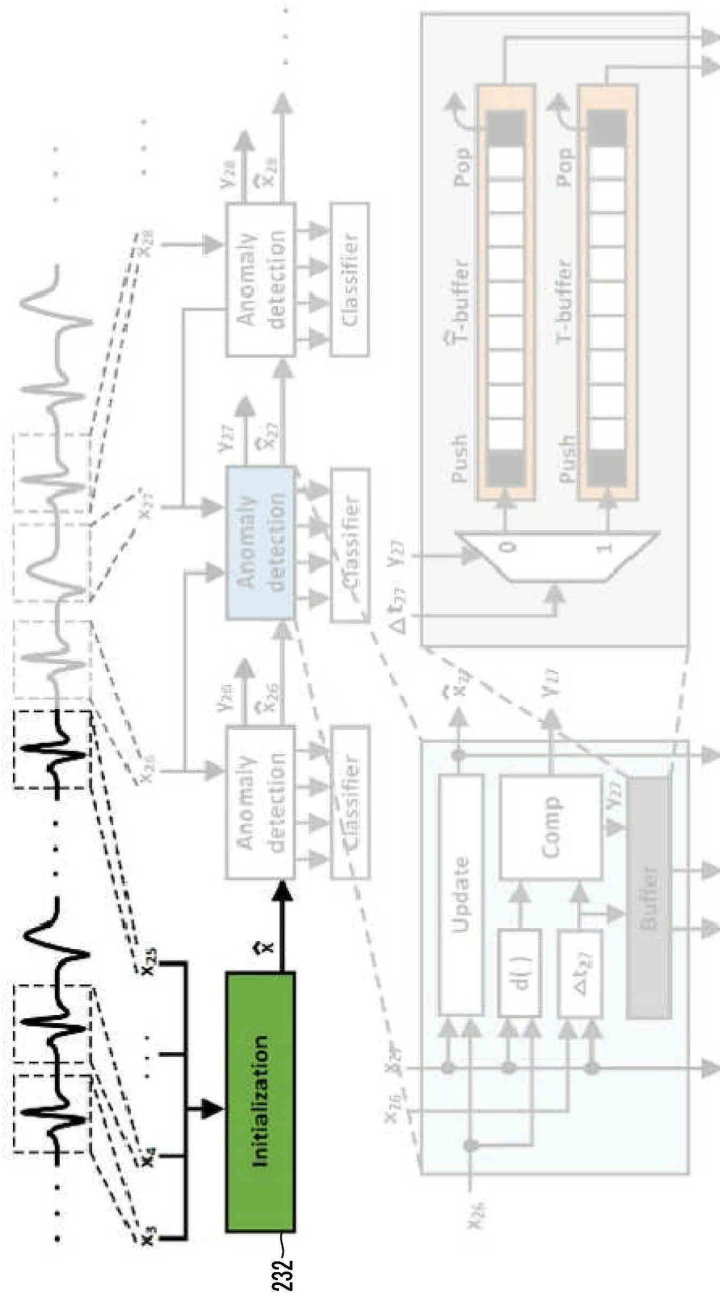 X3
X4
X25
X26
X27
X28
232
Initialization
x̂
Anomaly
detection
y26
x̂26
Classifier
Anomaly
detection
y27
x̂27
Classifier
Anomaly
detection
y28
x̂28
Classifier
X26
X26
X27
Update
d( )
Δt27
Comp
y27
Buffer
x̂27
y27
Δt27
y27
0
1
Push
T̂-buffer
Pop
Push
T-buffer
Pop